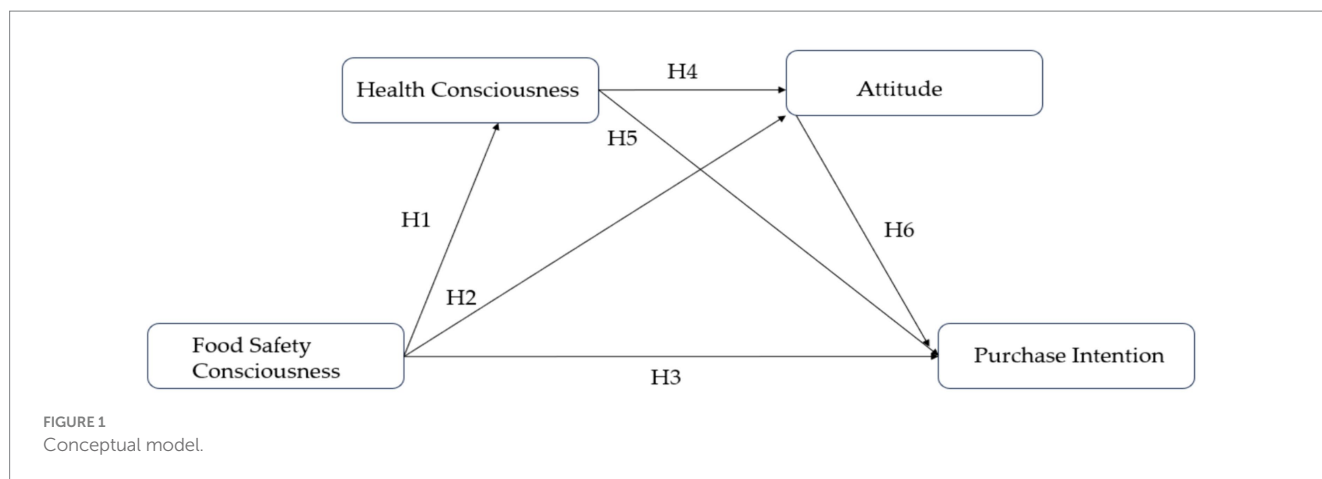 Health Consciousness
H4
Attitude
H5
H1
H6
H2
Food Safety
Consciousness
H3
Purchase Intention
FIGURE 1
Conceptual model.